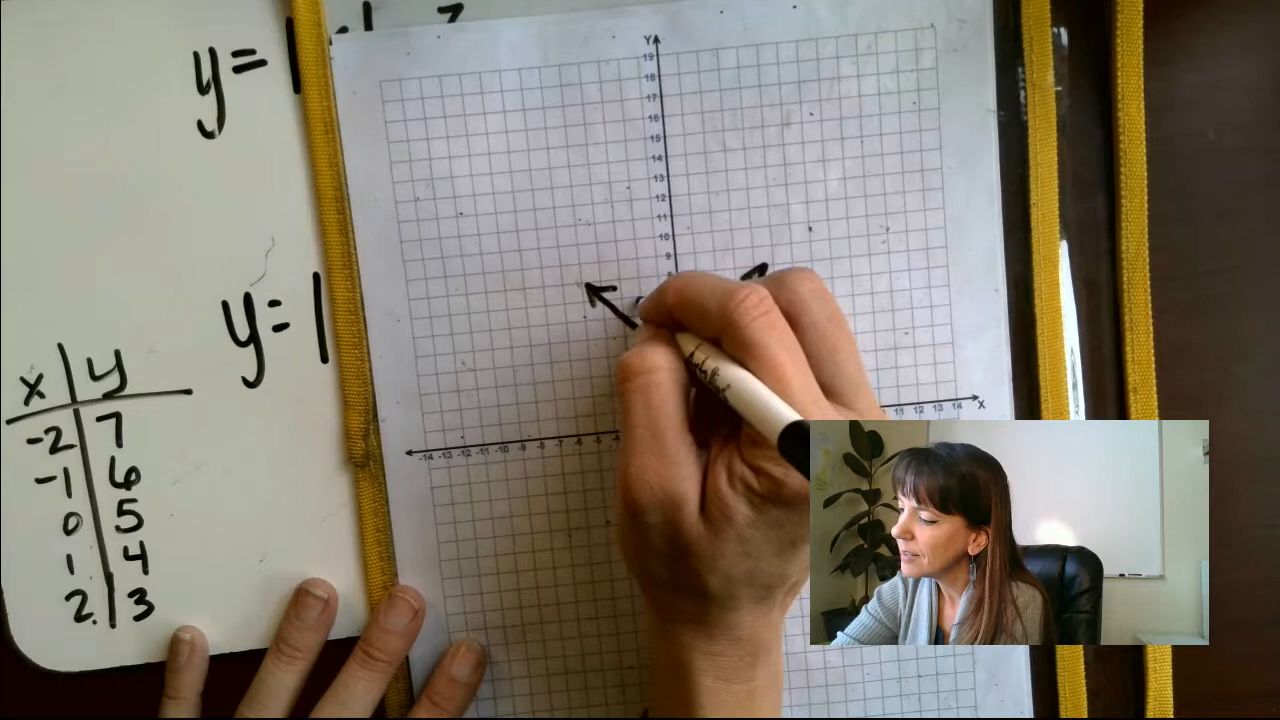 y = |
y = |
x | y
-2 | 7
-1 | 6
0 | 5
1 | 4
2 | 3
Y
19
18
17
16
15
14
13
12
11
10
9
-14 -13 -12 -11 -10 -9 -8 -7 -6 -5 -4
11 12 13 14 X